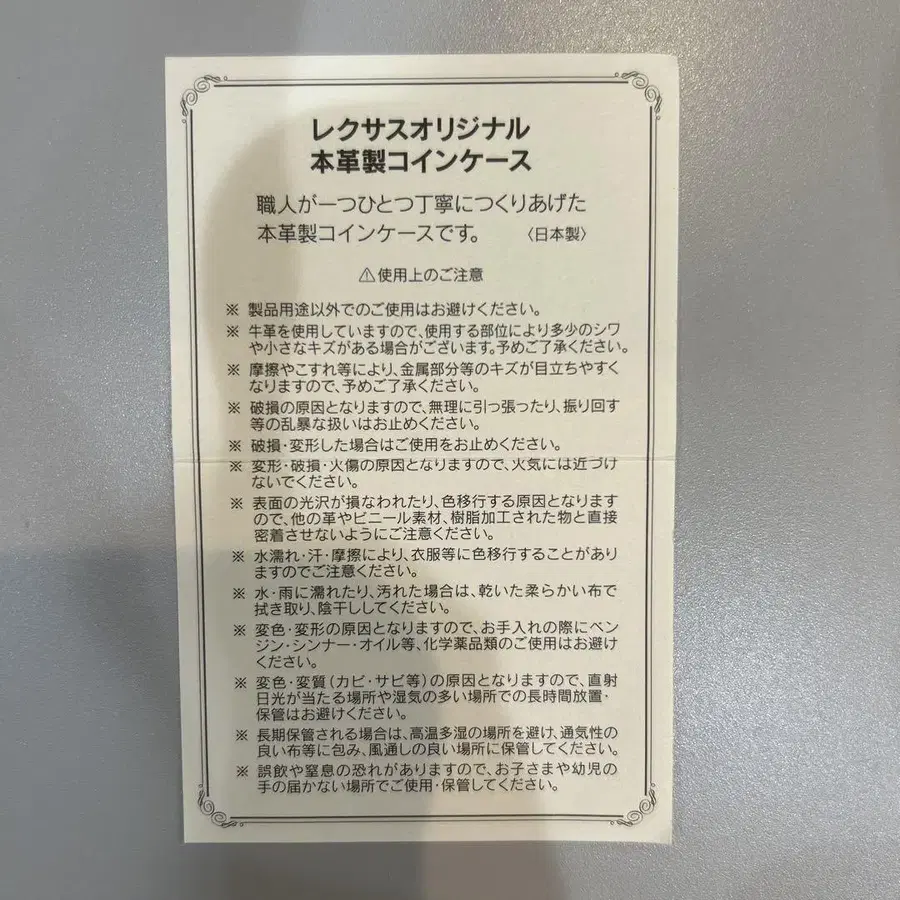 レクサスオリジナル
本革製コインケース
職人が一つひとつ丁寧につくりあげた
本革製コインケースです。 〈日本製〉
⚠使用上のご注意
※ 製品用途以外でのご使用はお避けください。
※ 牛革を使用していますので、使用する部位により多少のシワ
や小さなキズがある場合がございます。予めご了承ください。
※ 摩擦やこすれ等により、金属部分等のキズが目立ちやすく
なりますので、予めご了承ください。
※ 破損の原因となりますので、無理に引っ張ったり、振り回す
等の乱暴な扱いはお止めください。
※ 破損・変形した場合はご使用をお止めください。
※ 変形・破損・火傷の原因となりますので、火気には近づけ
ないでください。
※ 表面の光沢が損なわれたり、色移行する原因となります
ので、他の革やビニール素材、樹脂加工された物と直接
密着させないようにご注意ください。
※ 水濡れ・汗・摩擦により、衣服等に色移行することがあり
ますのでご注意ください。
※ 水・雨に濡れたり、汚れた場合は、乾いた柔らかい布で
拭き取り、陰干ししてください。
※ 変色・変形の原因となりますので、お手入れの際にベン
ジン・シンナー・オイル等、化学薬品類のご使用はお避け
ください。
※ 変色・変質(カビ・サビ等)の原因となりますので、直射
日光が当たる場所や湿気の多い場所での長時間放置・
保管はお避けください。
※ 長期保管される場合は、高温多湿の場所を避け、通気性の
良い布等に包み、風通しの良い場所に保管してください。
※ 誤飲や窒息の恐れがありますので、お子さまや幼児の
手の届かない場所でご使用・保管してください。